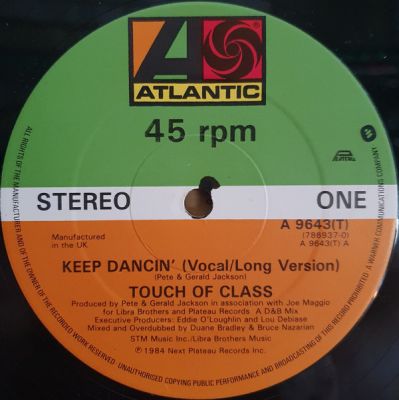 ATLANTIC
45 rpm
STEREO
ONE
A 9643(T)
(786937-0)
A 9643(T) A
Manufactured
in the UK
KEEP DANCIN' (Vocal/Long Version)
(Pete & Gerald Jackson)
TOUCH OF CLASS
Produced by Pete & Gerald Jackson in association with Joe Maggio
for Libra Brothers and Plateau Records A D&B Mix
Executive Producers: Eddie O'Loughlin and Lou Debiase
Mixed and Overdubbed by Duane Bradley & Bruce Nazarian
STM Music Inc./Libra Brothers Music
℗ 1984 Next Plateau Records Inc.
ALL RIGHTS OF THE MANUFACTURER AND OF THE OWNER OF THE RECORDED WORK RESERVED
UNAUTHORISED COPYING PUBLIC PERFORMANCE AND BROADCASTING OF THIS RECORD PROHIBITED
A WARNER COMMUNICATIONS COMPANY